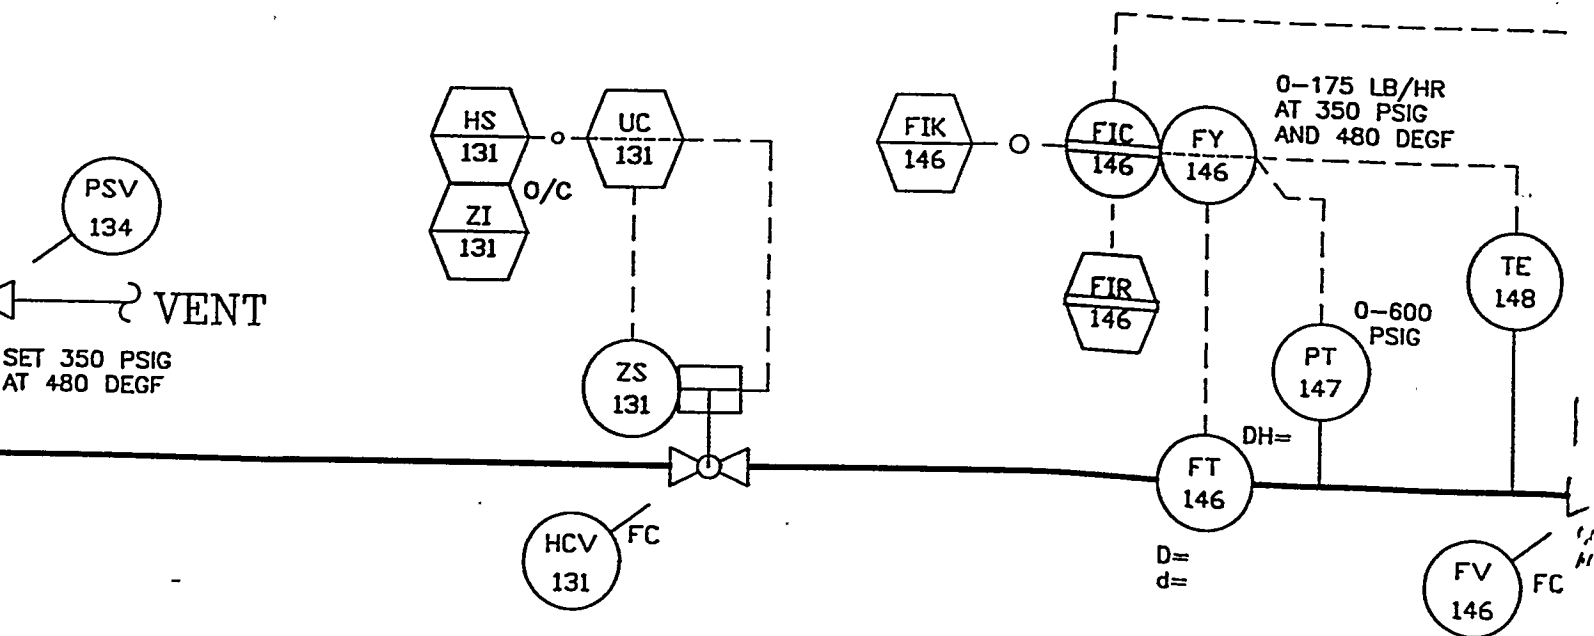 PSV
134
VENT
SET 350 PSIG
AT 480 DEGF
HS
131
O/C
ZI
131
UC
131
ZS
131
HCV
131
FC
FIK
146
FIC
146
FY
146
0-175 LB/HR
AT 350 PSIG
AND 480 DEGF
FIR
146
TE
148
0-600
PSIG
PT
147
DH=
FT
146
D=
d=
FV
146
FC